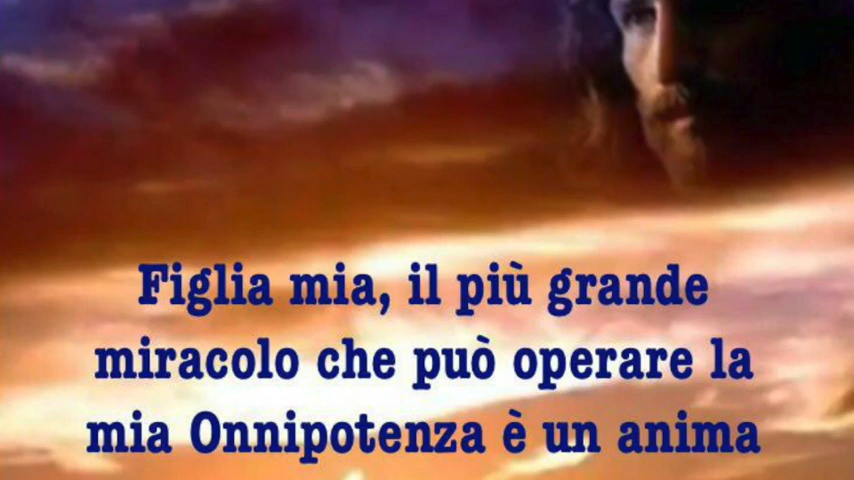 Figlia mia, il più grande
miracolo che può operare la
mia Onnipotenza è un anima